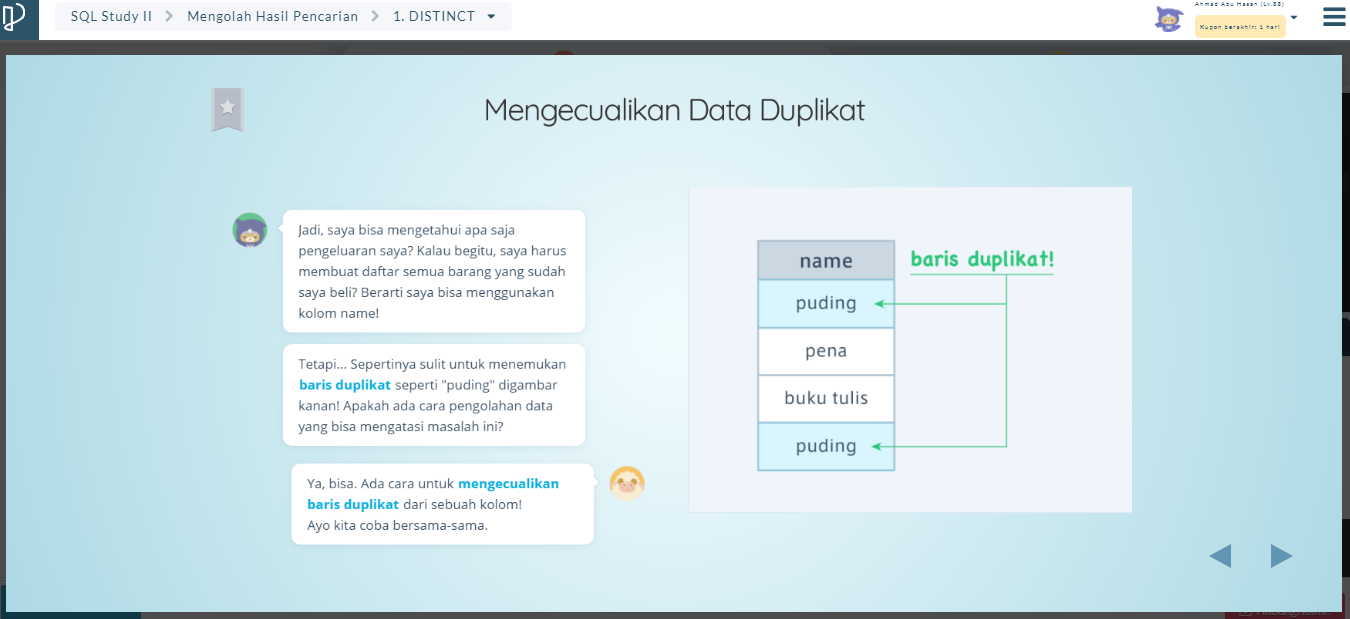 SQL Study II
Mengolah Hasil Pencarian
1. DISTINCT
Ahmad Abu Hasan (Lv.88)
Kupon berakhir: 1 hari
Mengecualikan Data Duplikat
Jadi, saya bisa mengetahui apa saja
pengeluaran saya? Kalau begitu, saya harus
membuat daftar semua barang yang sudah
saya beli? Berarti saya bisa menggunakan
kolom name!
Tetapi... Sepertinya sulit untuk menemukan
baris duplikat seperti "puding" digambar
kanan! Apakah ada cara pengolahan data
yang bisa mengatasi masalah ini?
Ya, bisa. Ada cara untuk mengecualikan
baris duplikat dari sebuah kolom!
Ayo kita coba bersama-sama.
name
baris duplikat!
puding
pena
buku tulis
puding